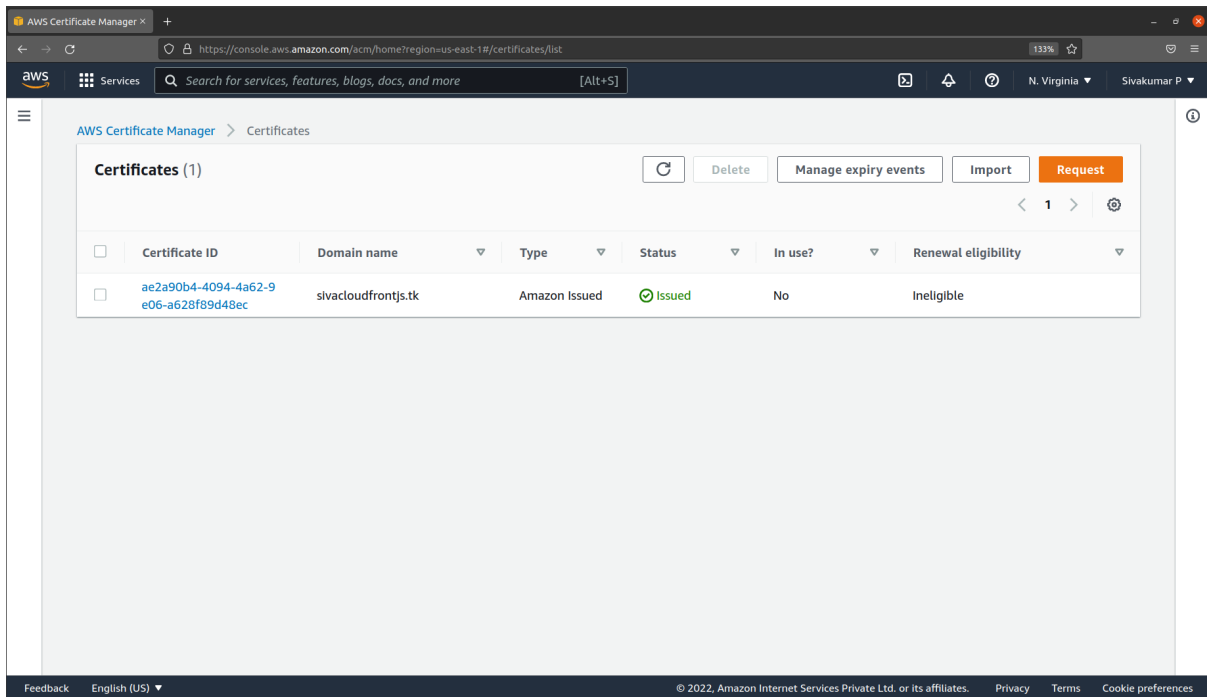 AWS Certificate Manager
https://console.aws.amazon.com/acm/home?region=us-east-1#/certificates/list
133%
aws
Services
Search for services, features, blogs, docs, and more
[Alt+S]
N. Virginia
Sivakumar P
AWS Certificate Manager > Certificates
Certificates (1)
Delete
Manage expiry events
Import
Request
1
Certificate ID
Domain name
Type
Status
In use?
Renewal eligibility
ae2a90b4-4094-4a62-9
e06-a628f89d48ec
sivacloudfrontjs.tk
Amazon Issued
Issued
No
Ineligible
Feedback
English (US)
© 2022, Amazon Internet Services Private Ltd. or its affiliates.
Privacy
Terms
Cookie preferences